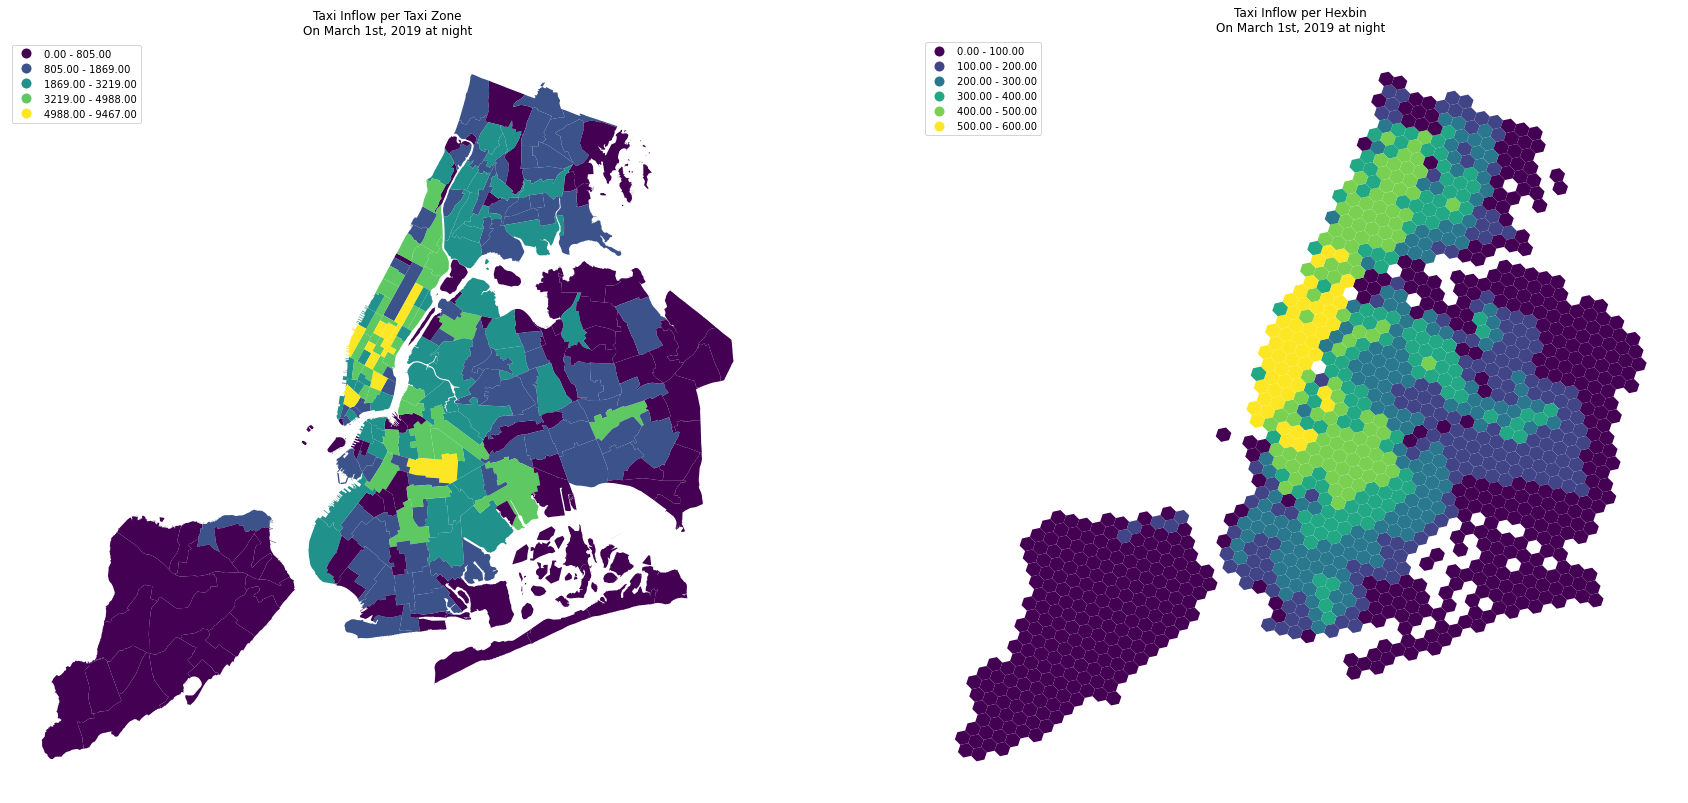 Taxi Inflow per Taxi Zone
On March 1st, 2019 at night
0.00 - 805.00
805.00 - 1869.00
1869.00 - 3219.00
3219.00 - 4988.00
4988.00 - 9467.00
Taxi Inflow per Hexbin
On March 1st, 2019 at night
0.00 - 100.00
100.00 - 200.00
200.00 - 300.00
300.00 - 400.00
400.00 - 500.00
500.00 - 600.00